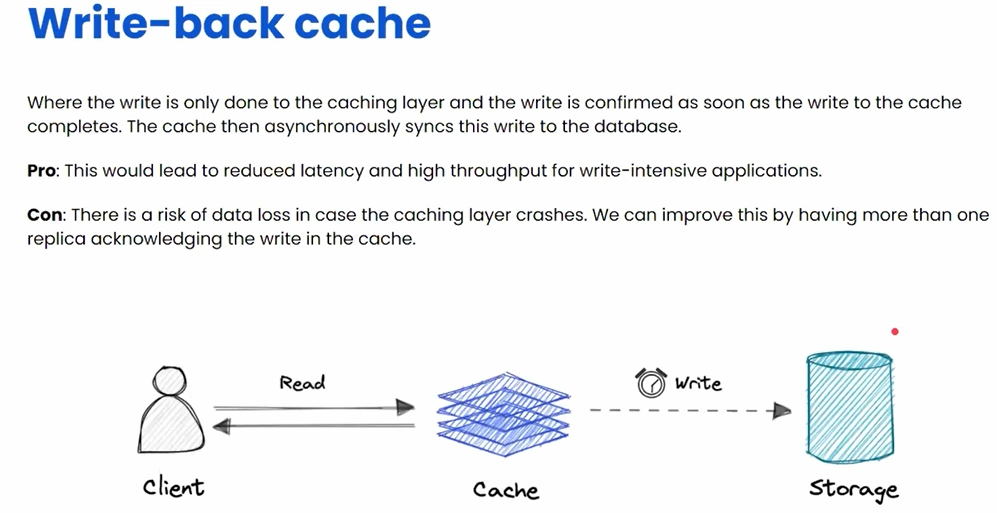 Write-back cache
Where the write is only done to the caching layer and the write is confirmed as soon as the write to the cache
completes. The cache then asynchronously syncs this write to the database.
Pro: This would lead to reduced latency and high throughput for write-intensive applications.
Con: There is a risk of data loss in case the caching layer crashes. We can improve this by having more than one
replica acknowledging the write in the cache.
Read
Write
Client
Cache
Storage